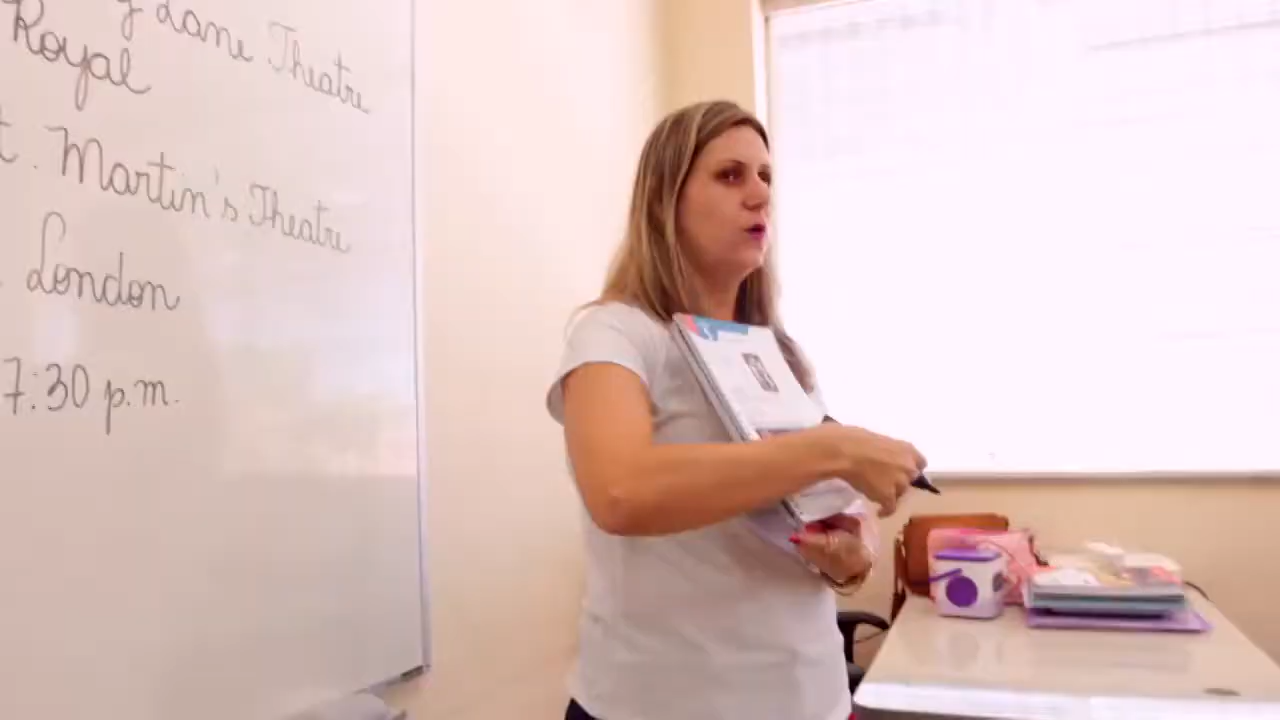 Lane Theatre
Royal
. Martin's Theatre
London
7:30 p.m.